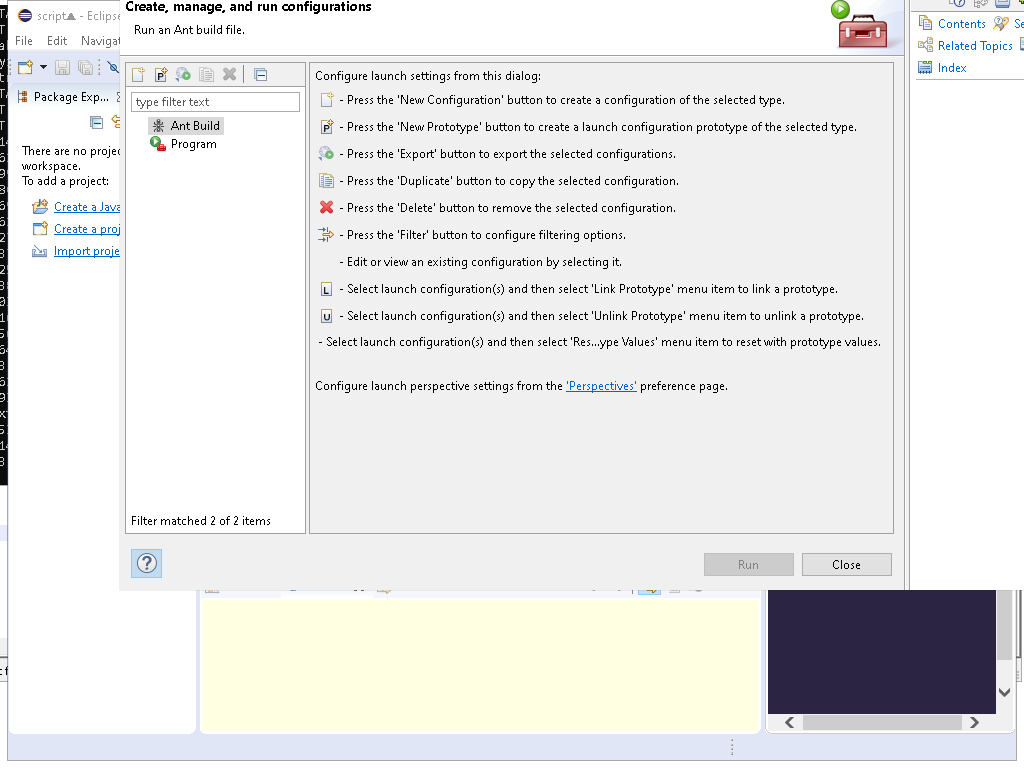 Create, manage, and run configurations
Run an Ant build file.
script - Eclipse
File Edit Navigat
Package Exp...
There are no projec
workspace.
To add a project:
Create a Java
Create a proj
Import proje
type filter text
Ant Build
Program
Filter matched 2 of 2 items
Configure launch settings from this dialog:
- Press the 'New Configuration' button to create a configuration of the selected type.
- Press the 'New Prototype' button to create a launch configuration prototype of the selected type.
- Press the 'Export' button to export the selected configurations.
- Press the 'Duplicate' button to copy the selected configuration.
- Press the 'Delete' button to remove the selected configuration.
- Press the 'Filter' button to configure filtering options.
- Edit or view an existing configuration by selecting it.
L - Select launch configuration(s) and then select 'Link Prototype' menu item to link a prototype.
U - Select launch configuration(s) and then select 'Unlink Prototype' menu item to unlink a prototype.
- Select launch configuration(s) and then select 'Res...ype Values' menu item to reset with prototype values.
Configure launch perspective settings from the 'Perspectives' preference page.
Run
Close
Contents
Se
Related Topics
Index